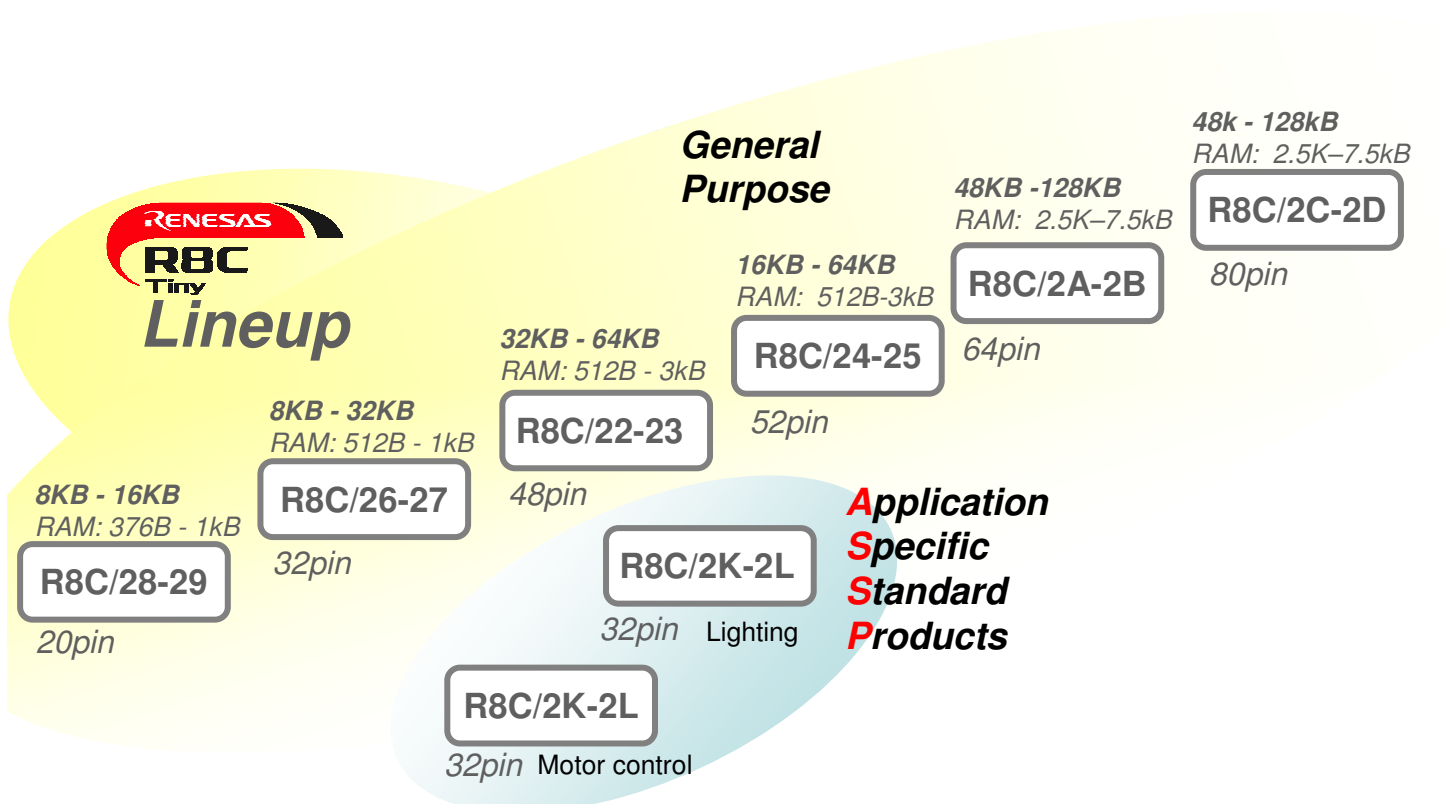 RENESAS
R8C
Tiny
Lineup
General
Purpose
48k - 128kB
RAM: 2.5K–7.5kB
R8C/2C-2D
80pin
48KB -128KB
RAM: 2.5K–7.5kB
R8C/2A-2B
64pin
16KB - 64KB
RAM: 512B-3kB
R8C/24-25
52pin
32KB - 64KB
RAM: 512B - 3kB
R8C/22-23
48pin
8KB - 32KB
RAM: 512B - 1kB
R8C/26-27
32pin
8KB - 16KB
RAM: 376B - 1kB
R8C/28-29
20pin
Application
Specific
Standard
Products
R8C/2K-2L
32pin Lighting
R8C/2K-2L
32pin Motor control